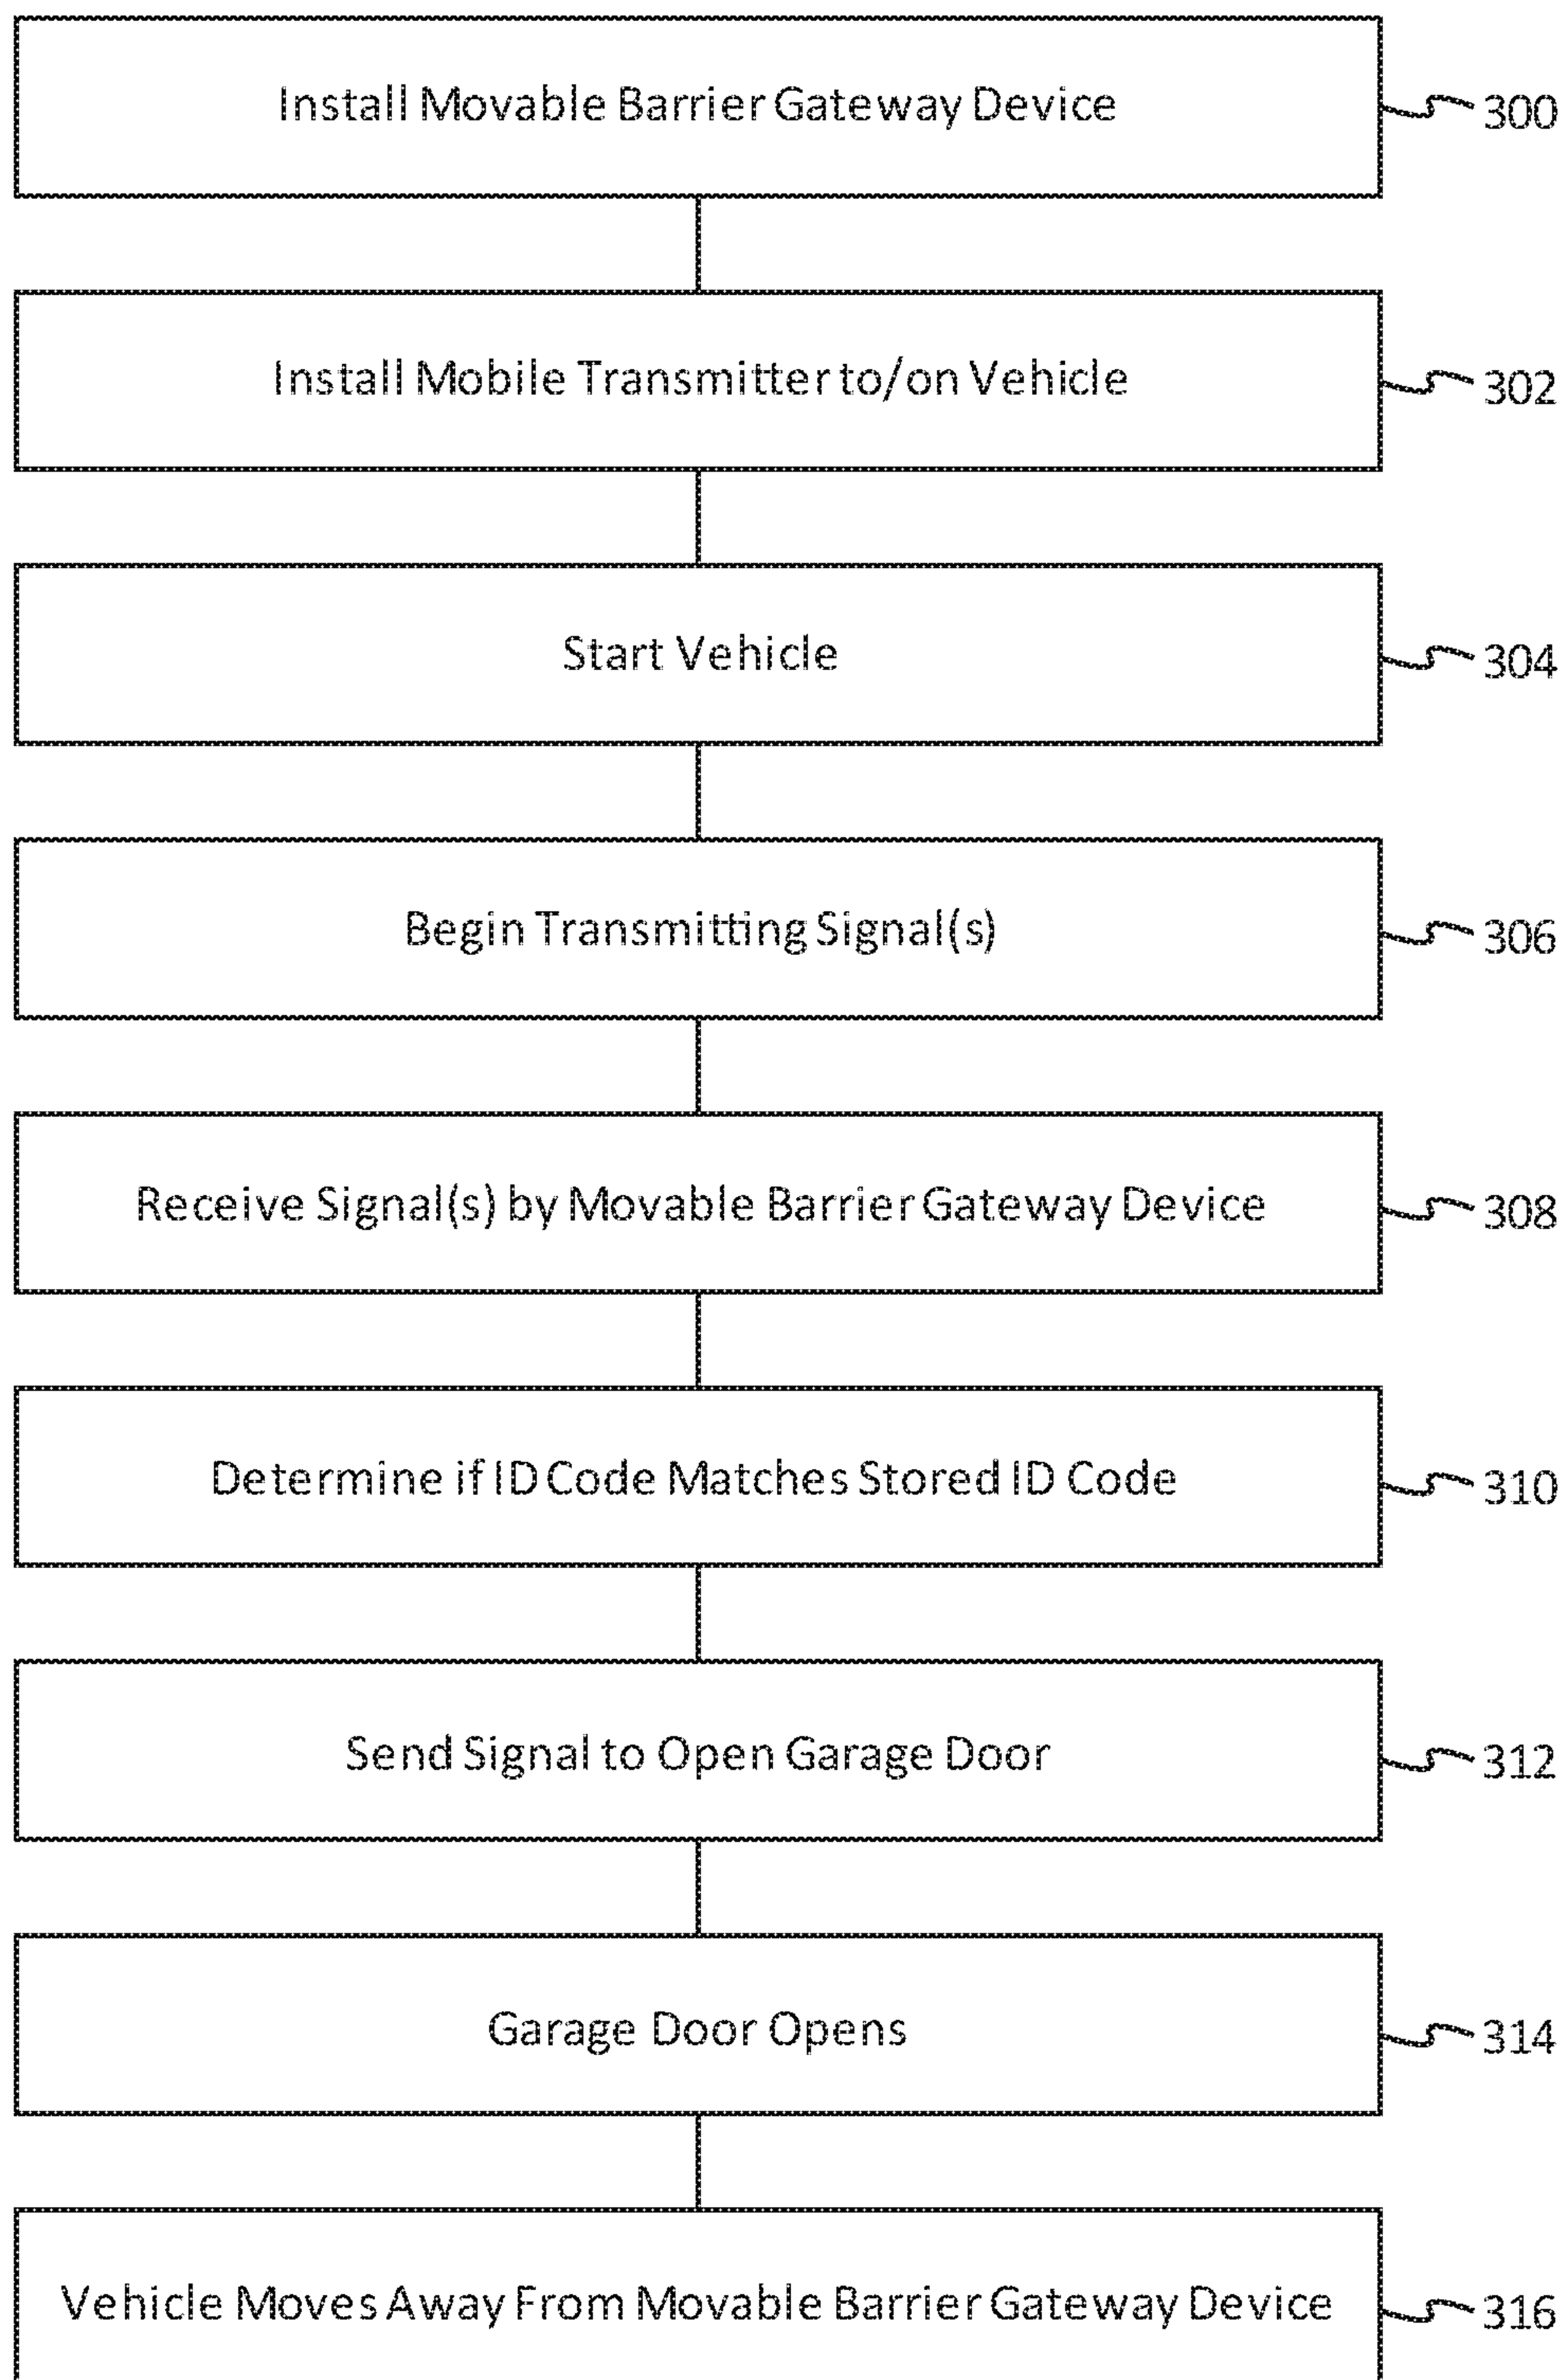 Install Movable Barrier Gateway Device 300
Install Mobile Transmitter to/on Vehicle 302
Start Vehicle 304
Begin Transmitting Signal(s) 306
Receive Signal(s) by Movable Barrier Gateway Device 308
Determine if ID Code Matches Stored ID Code 310
Send Signal to Open Garage Door 312
Garage Door Opens 314
Vehicle Moves Away From Movable Barrier Gateway Device 316